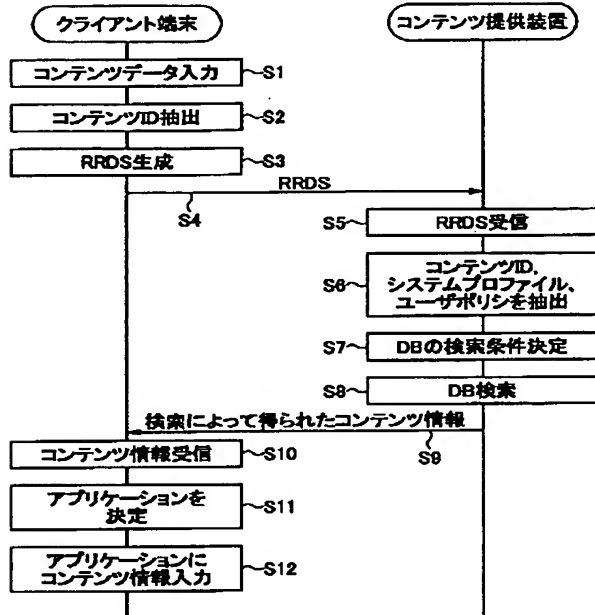 クライアント端末
コンテンツ提供装置
コンテンツデータ入力
S1
コンテンツID抽出
S2
RRDS生成
S3
RRDS
S4
S5
RRDS受信
S6
コンテンツID、
システムプロファイル、
ユーザポリシを抽出
S7
DBの検索条件決定
S8
DB検索
検索によって得られたコンテンツ情報
S9
コンテンツ情報受信
S10
アプリケーションを
決定
S11
アプリケーションに
コンテンツ情報入力
S12